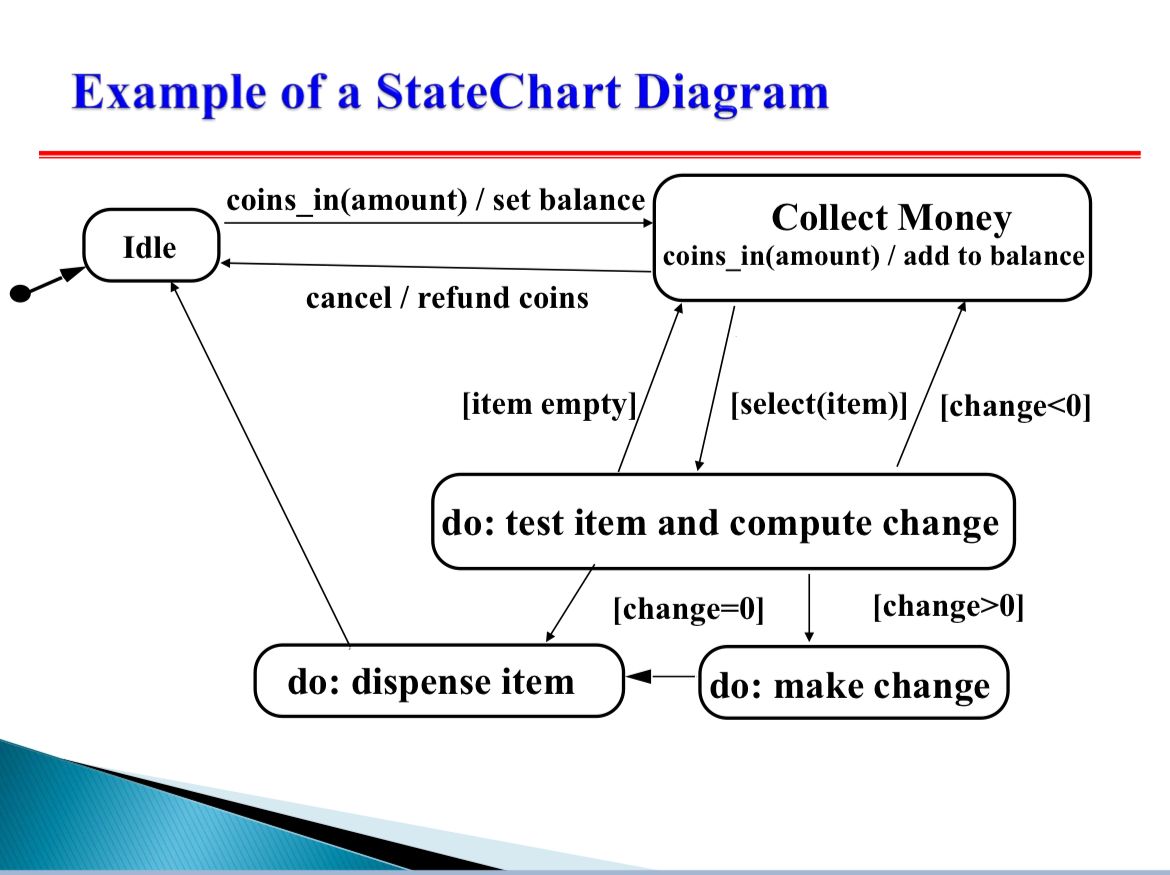 Example of a StateChart Diagram
coins_in(amount) / set balance
Idle
Collect Money
coins_in(amount) / add to balance
cancel / refund coins
[item empty]
[select(item)]
[change<0]
do: test item and compute change
[change=0]
[change>0]
do: dispense item
do: make change